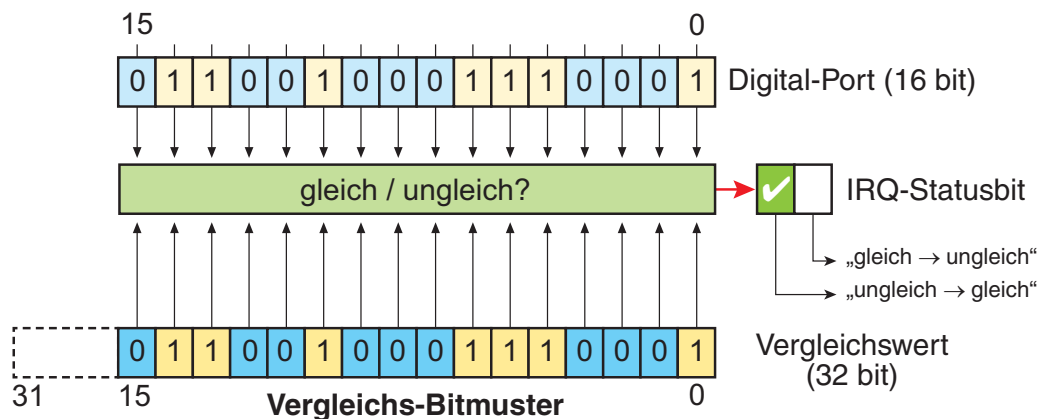 15 0
0 1 1 0 0 1 0 0 0 1 1 1 0 0 0 1 Digital-Port (16 bit)
gleich / ungleich? ✔ IRQ-Statusbit
„gleich → ungleich“
„ungleich → gleich“
0 1 1 0 0 1 0 0 0 1 1 1 0 0 0 1 Vergleichswert
(32 bit)
31 15 0
Vergleichs-Bitmuster